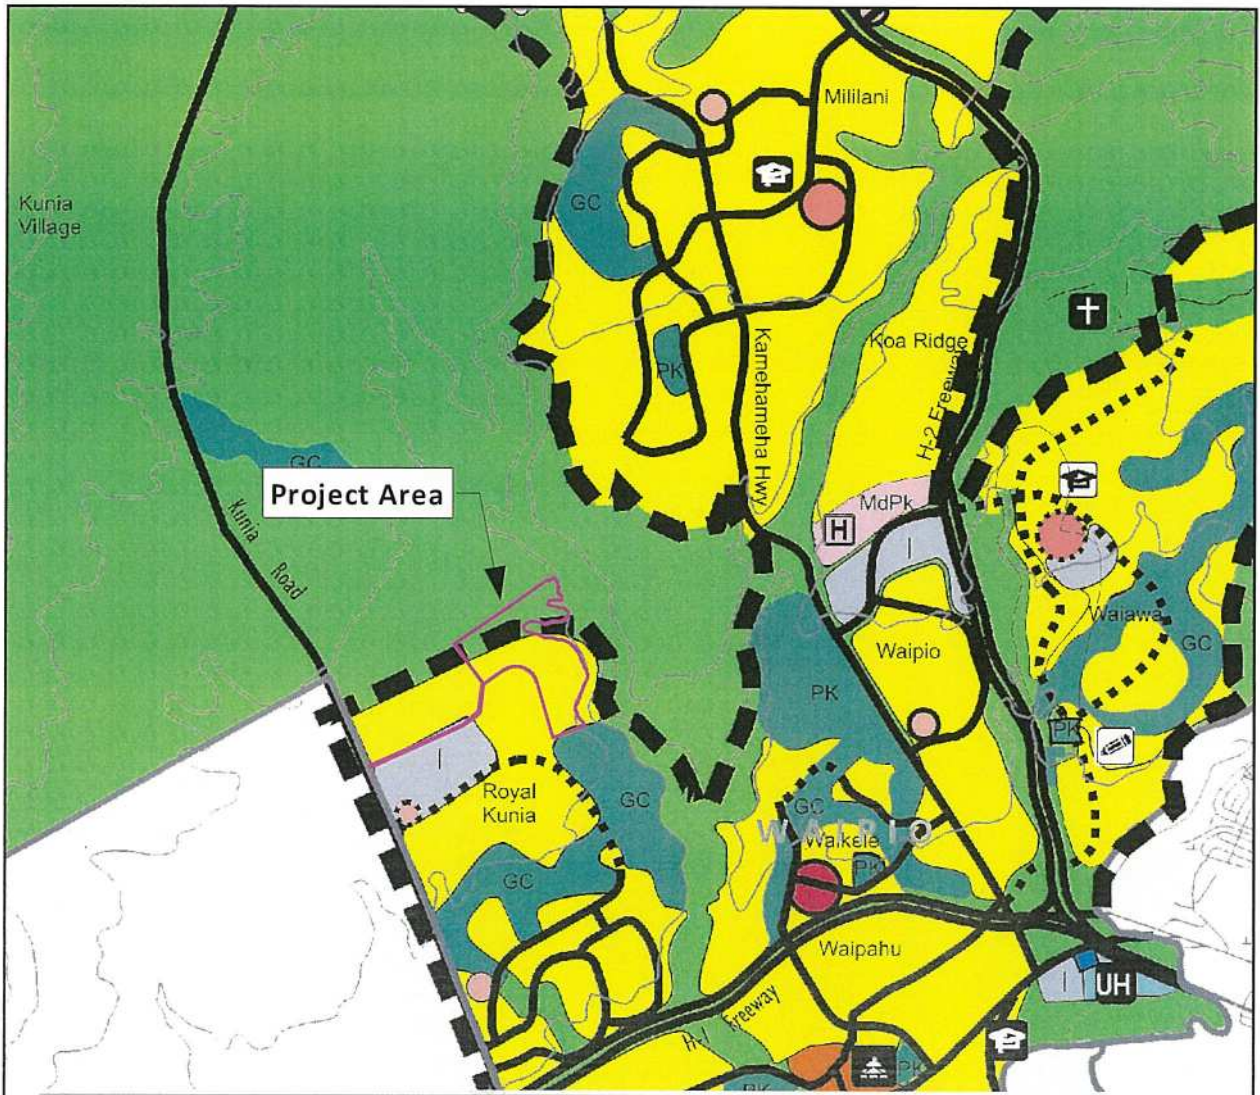 Mililani
Kunia
Village
GC
PK
Kamehameha Hwy
Koa Ridge
H-2 Freeway
GC
Project Area
Kunia
Road
MdPk
H
I
Waiawa
GC
Waipio
PK
PK
I
Royal
Kunia
GC
GC
WAIPIO
Waikele
PK
GC
Waipahu
I
UH
H-1 Freeway
PK
PK